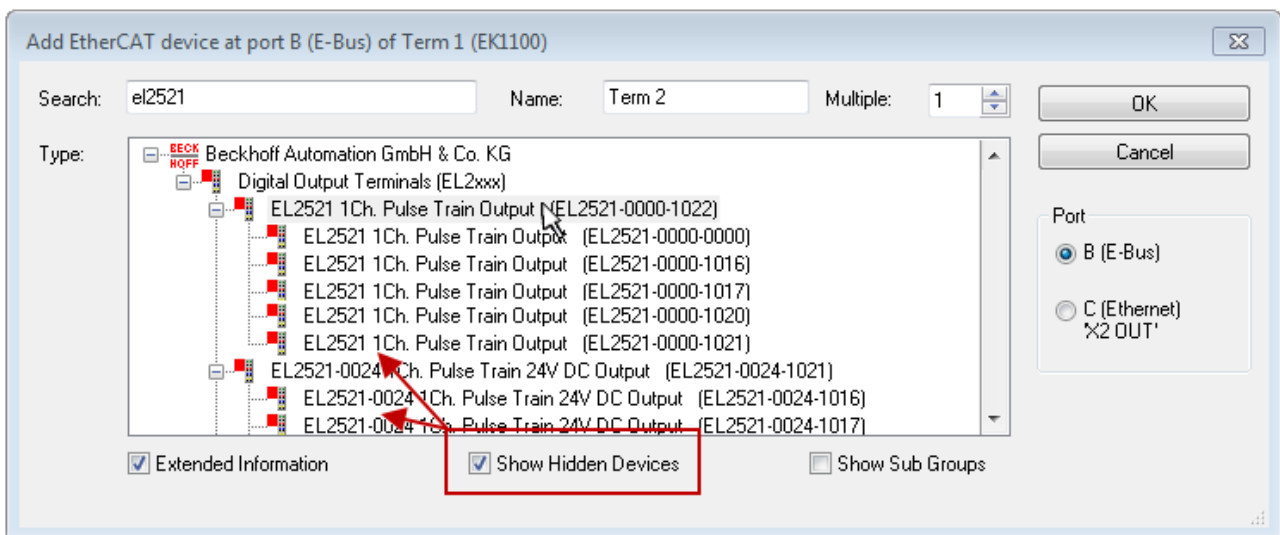 Add EtherCAT device at port B (E-Bus) of Term 1 (EK1100)
Search: el2521 Name: Term 2 Multiple: 1 OK
Type: BECKHOFF Beckhoff Automation GmbH & Co. KG Cancel
Digital Output Terminals (EL2xxx)
EL2521 1Ch. Pulse Train Output (EL2521-0000-1022) Port
EL2521 1Ch. Pulse Train Output (EL2521-0000-0000) B (E-Bus)
EL2521 1Ch. Pulse Train Output (EL2521-0000-1016)
EL2521 1Ch. Pulse Train Output (EL2521-0000-1017)
EL2521 1Ch. Pulse Train Output (EL2521-0000-1020) C (Ethernet)
EL2521 1Ch. Pulse Train Output (EL2521-0000-1021) 'X2 OUT'
EL2521-0024 1Ch. Pulse Train 24V DC Output (EL2521-0024-1021)
EL2521-0024 1Ch. Pulse Train 24V DC Output (EL2521-0024-1016)
EL2521-0024 1Ch. Pulse Train 24V DC Output (EL2521-0024-1017)
Extended Information Show Hidden Devices Show Sub Groups